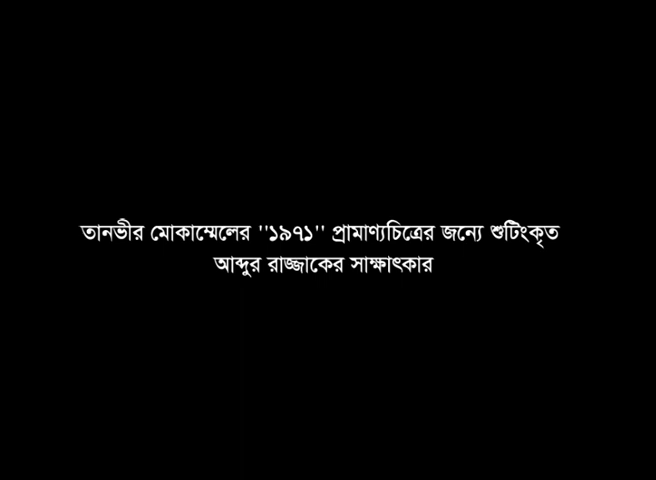 তানভীর মোকাম্মেলের ''১৯৭১'' প্রামাণ্যচিত্রের জন্যে শুটিংকৃত
আব্দুর রাজ্জাকের সাক্ষাৎকার